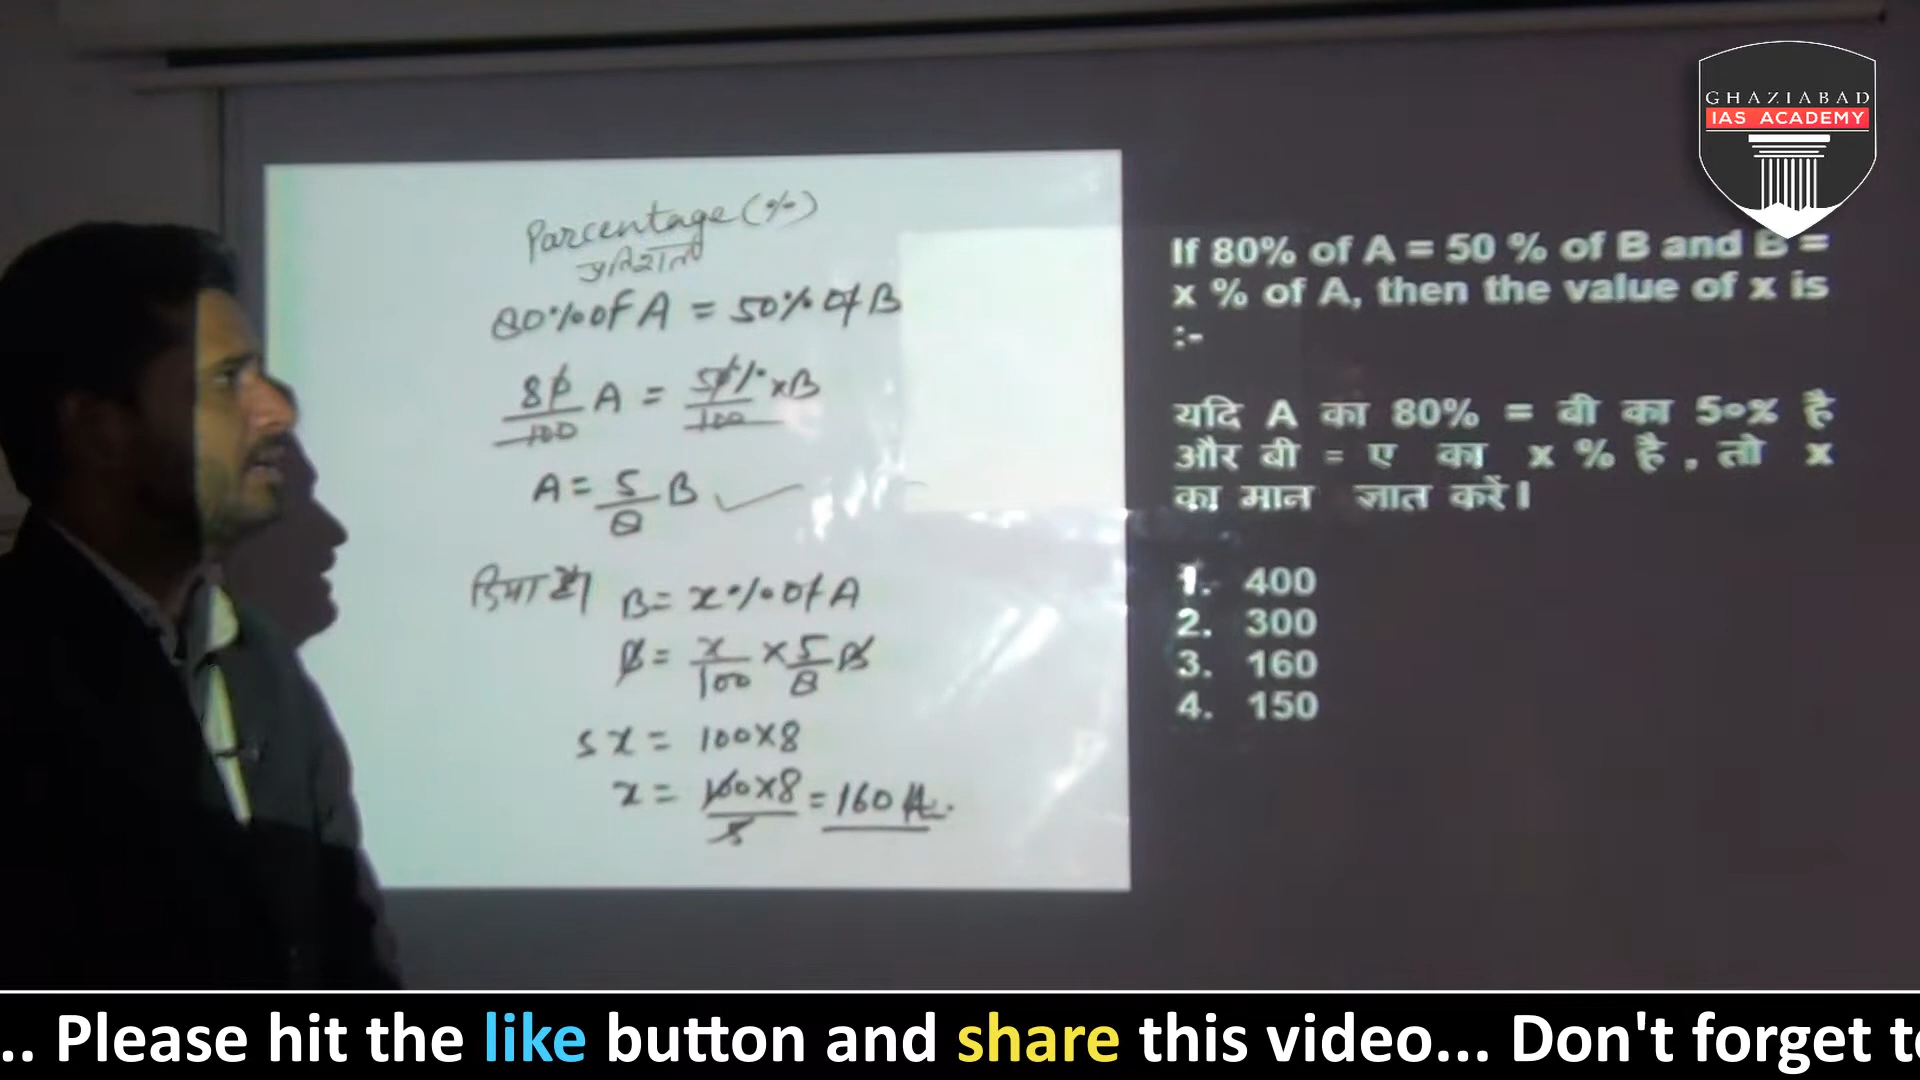 GHAZIABAD
IAS ACADEMY
Parcentage (%)
प्रतिशत
80% of A = 50% of B
80/100 A = 50%/100 × B
A = 5/8 B ✓
दिया है। B = x% of A
B = x/100 × 5/8 B
5x = 100×8
x = 100×8/5 = 160 A.
If 80% of A = 50 % of B and B =
x % of A, then the value of x is
:-
यदि A का 80% = बी का 50% है
और बी = ए का x % है , तो x
का मान ज्ञात करें।
1. 400
2. 300
3. 160
4. 150
.. Please hit the like button and share this video... Don't forget to